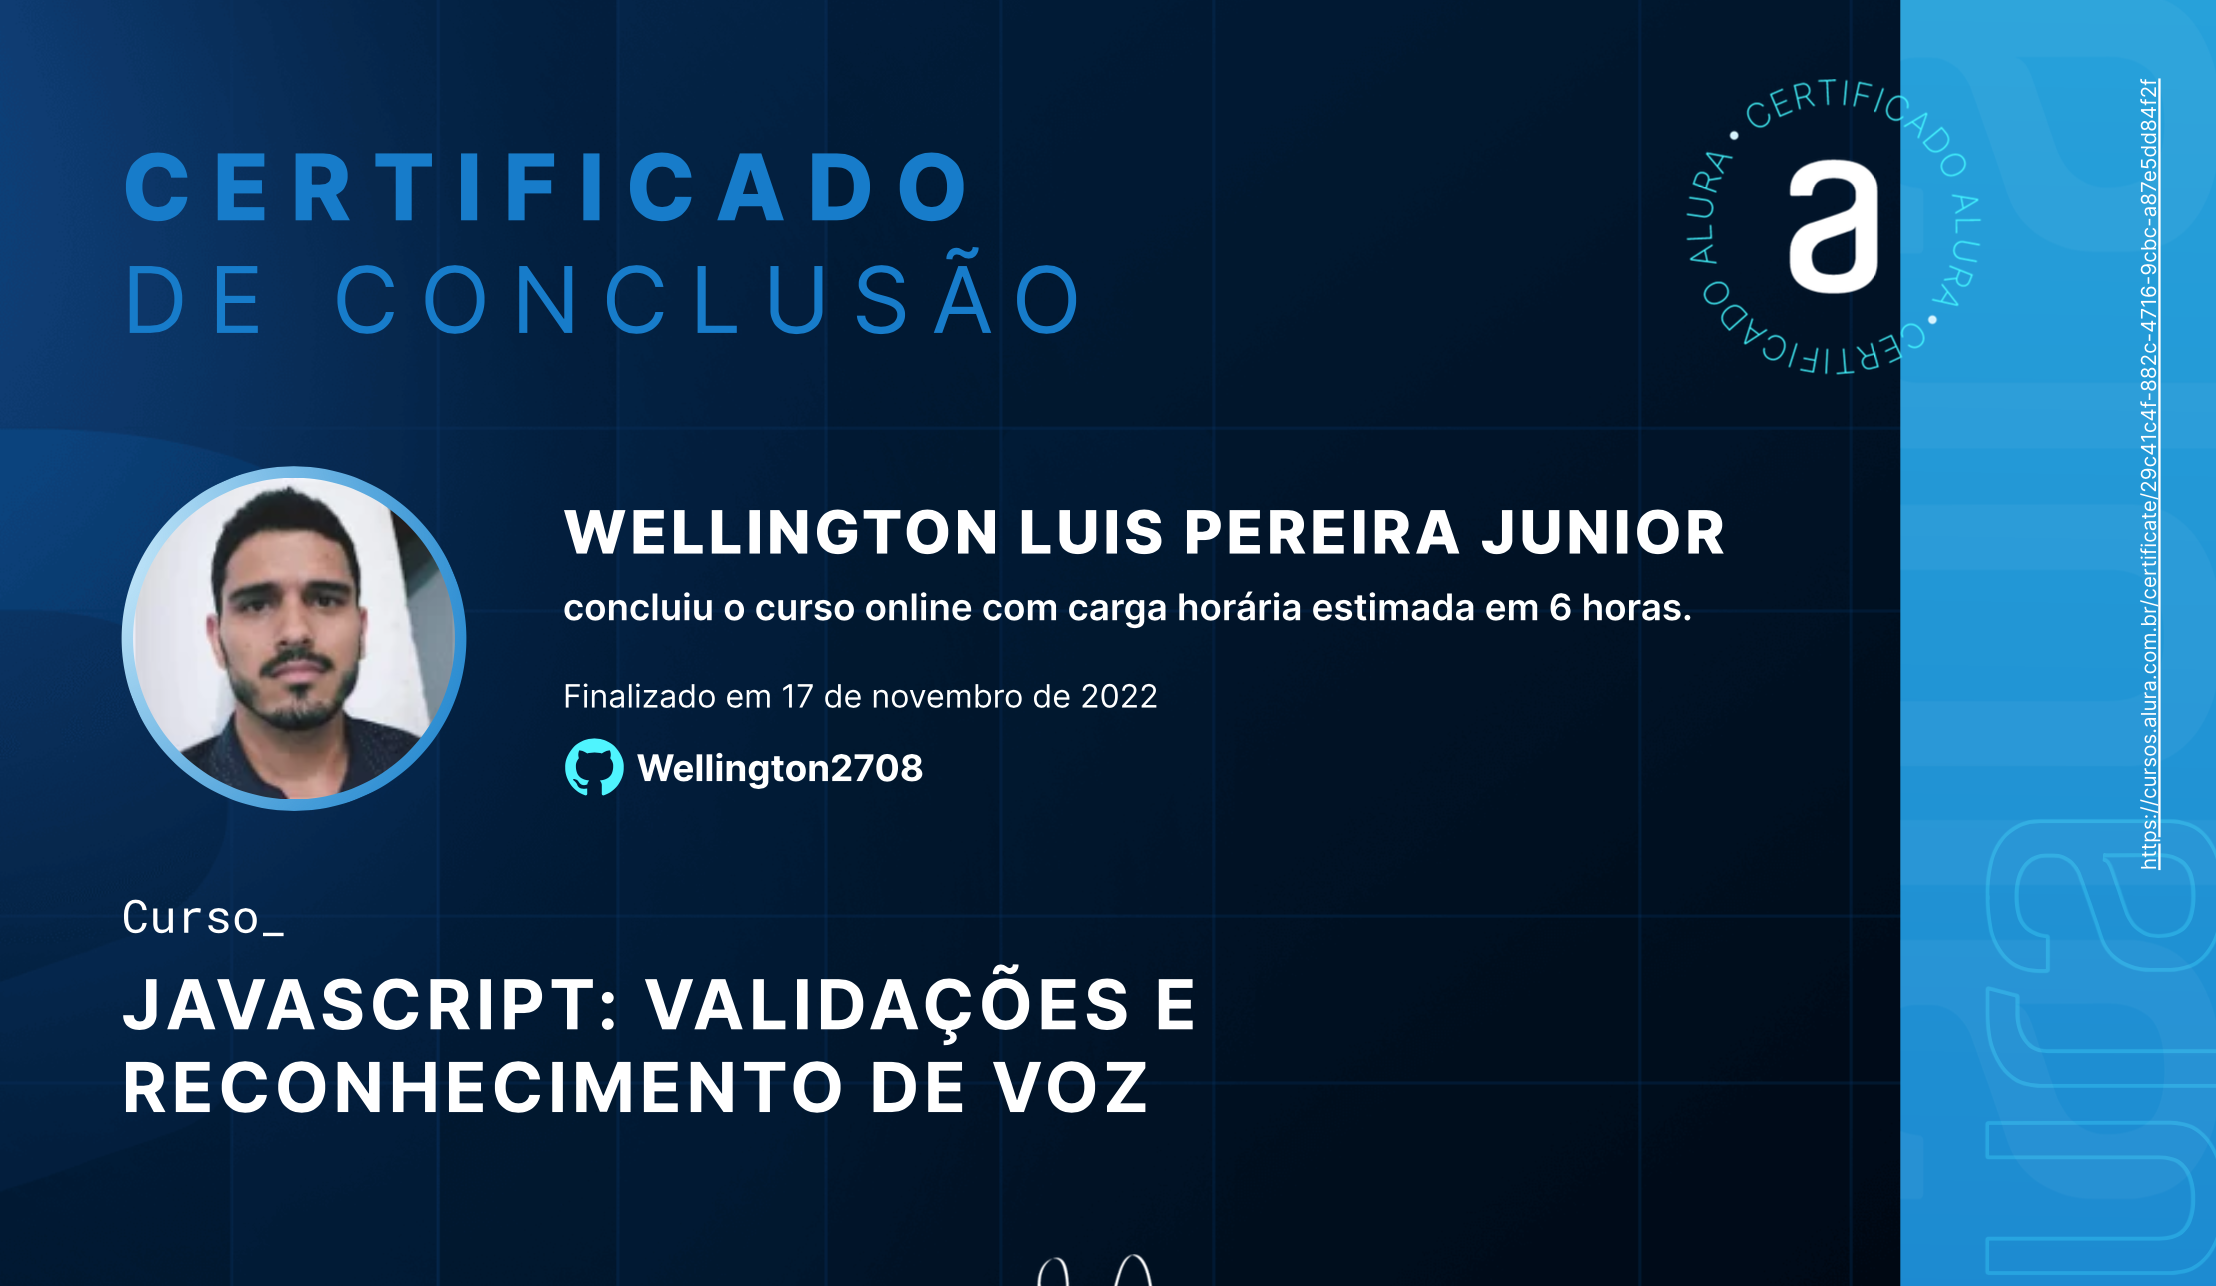 CERTIFICADO
DE CONCLUSÃO
CERTIFICADO ALURA • CERTIFICADO ALURA •
a
WELLINGTON LUIS PEREIRA JUNIOR
concluiu o curso online com carga horária estimada em 6 horas.
Finalizado em 17 de novembro de 2022
Wellington2708
Curso_
JAVASCRIPT: VALIDAÇÕES E
RECONHECIMENTO DE VOZ
https://cursos.alura.com.br/certificate/29c41c4f-882c-4716-9cbc-a87e5dd84f2f
ura